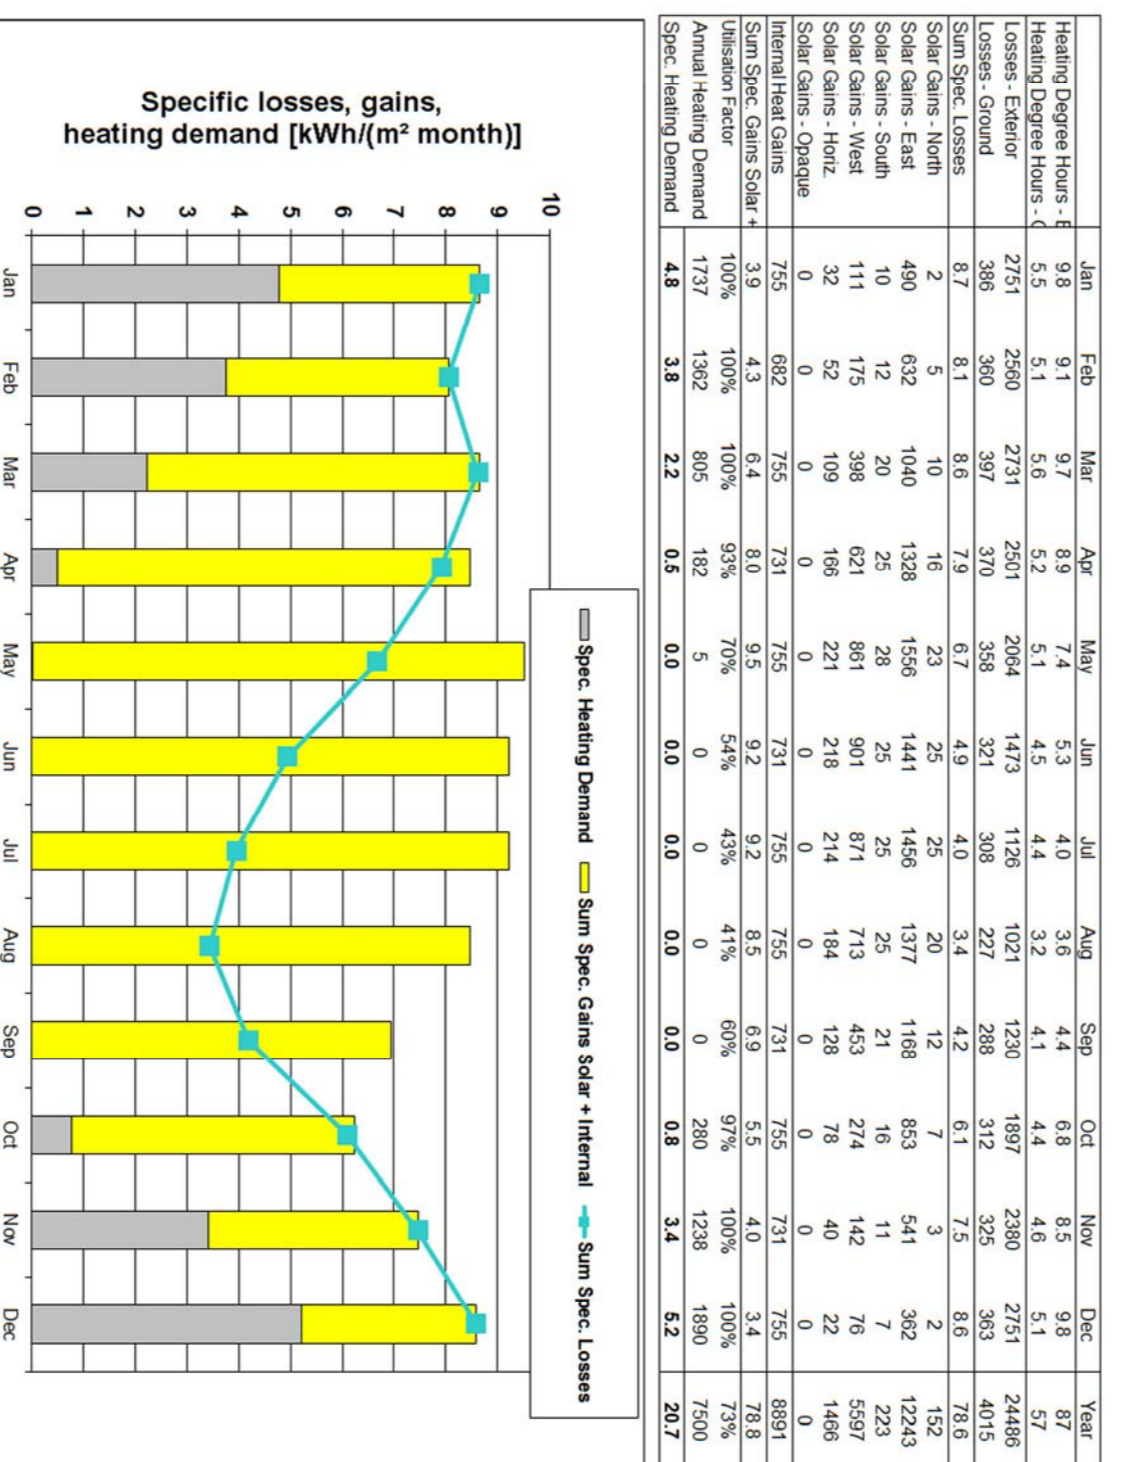 Jan Feb Mar Apr May Jun Jul Aug Sep Oct Nov Dec Year
Heating Degree Hours - E 9.8 9.1 9.7 8.9 7.4 5.3 4.0 3.6 4.4 6.8 8.5 9.8 87
Heating Degree Hours - G 5.5 5.1 5.6 5.2 5.1 4.5 4.4 3.2 4.1 4.4 4.6 5.1 57
Losses - Exterior 2751 2560 2731 2501 2064 1473 1126 1021 1230 1897 2380 2751 24486
Losses - Ground 386 360 397 370 358 321 308 227 288 312 325 363 4015
Sum Spec. Losses 8.7 8.1 8.6 7.9 6.7 4.9 4.0 3.4 4.2 6.1 7.5 8.6 78.6
Solar Gains - North 2 5 10 16 23 25 25 20 12 7 3 2 152
Solar Gains - East 490 632 1040 1328 1556 1441 1456 1377 1168 853 541 362 12243
Solar Gains - South 10 12 20 25 28 25 25 25 21 16 11 7 223
Solar Gains - West 111 175 398 621 861 901 871 713 453 274 142 76 5597
Solar Gains - Horiz. 32 52 109 166 221 218 214 184 128 78 40 22 1466
Solar Gains - Opaque 0 0 0 0 0 0 0 0 0 0 0 0 0
Internal Heat Gains 755 682 755 731 755 731 755 755 731 755 731 755 8891
Sum Spec. Gains Solar + 3.9 4.3 6.4 8.0 9.5 9.2 9.2 8.5 6.9 5.5 4.0 3.4 78.8
Utilisation Factor 100% 100% 100% 93% 70% 54% 43% 41% 60% 97% 100% 100% 73%
Annual Heating Demand 1737 1362 805 182 5 0 0 0 0 280 1238 1890 7500
Spec. Heating Demand 4.8 3.8 2.2 0.5 0.0 0.0 0.0 0.0 0.0 0.8 3.4 5.2 20.7
Spec. Heating Demand Sum Spec. Gains Solar + Internal Sum Spec. Losses
Specific losses, gains,
heating demand [kWh/(m² month)]
10
9
8
7
6
5
4
3
2
1
0
Jan Feb Mar Apr May Jun Jul Aug Sep Oct Nov Dec